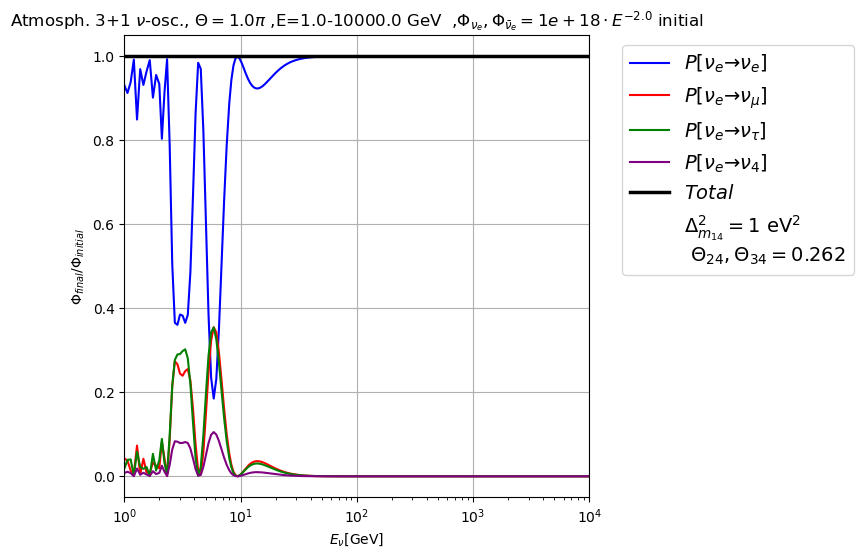 Atmosph. 3+1 ν-osc., Θ = 1.0π ,E=1.0-10000.0 GeV ,Φ_{ν_e}, Φ_{ν̄_e} = 1e + 18 · E^{−2.0} initial
1.0
0.8
0.6
0.4
0.2
0.0
Φ_{final}/Φ_{initial}
10^0
10^1
10^2
10^3
10^4
E_ν[GeV]
P[ν_e→ν_e]
P[ν_e→ν_μ]
P[ν_e→ν_τ]
P[ν_e→ν_4]
Total
Δ^2_{m_{14}} = 1 eV^2
Θ_{24}, Θ_{34} = 0.262